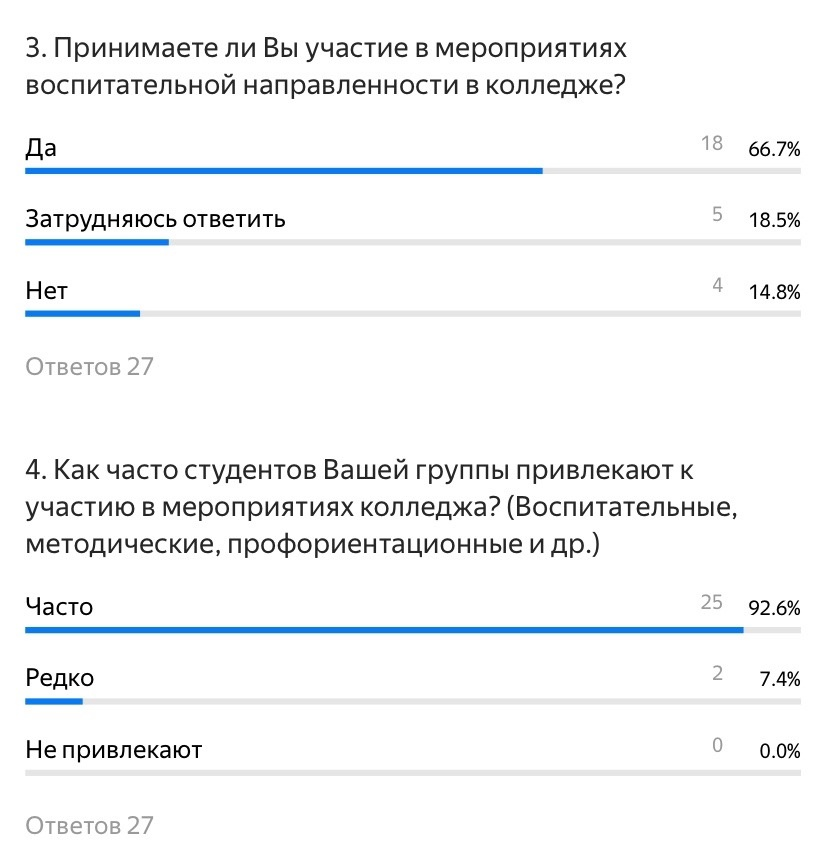 3. Принимаете ли Вы участие в мероприятиях
воспитательной направленности в колледже?
Да 18 66.7%
Затрудняюсь ответить 5 18.5%
Нет 4 14.8%
Ответов 27
4. Как часто студентов Вашей группы привлекают к
участию в мероприятиях колледжа? (Воспитательные,
методические, профориентационные и др.)
Часто 25 92.6%
Редко 2 7.4%
Не привлекают 0 0.0%
Ответов 27